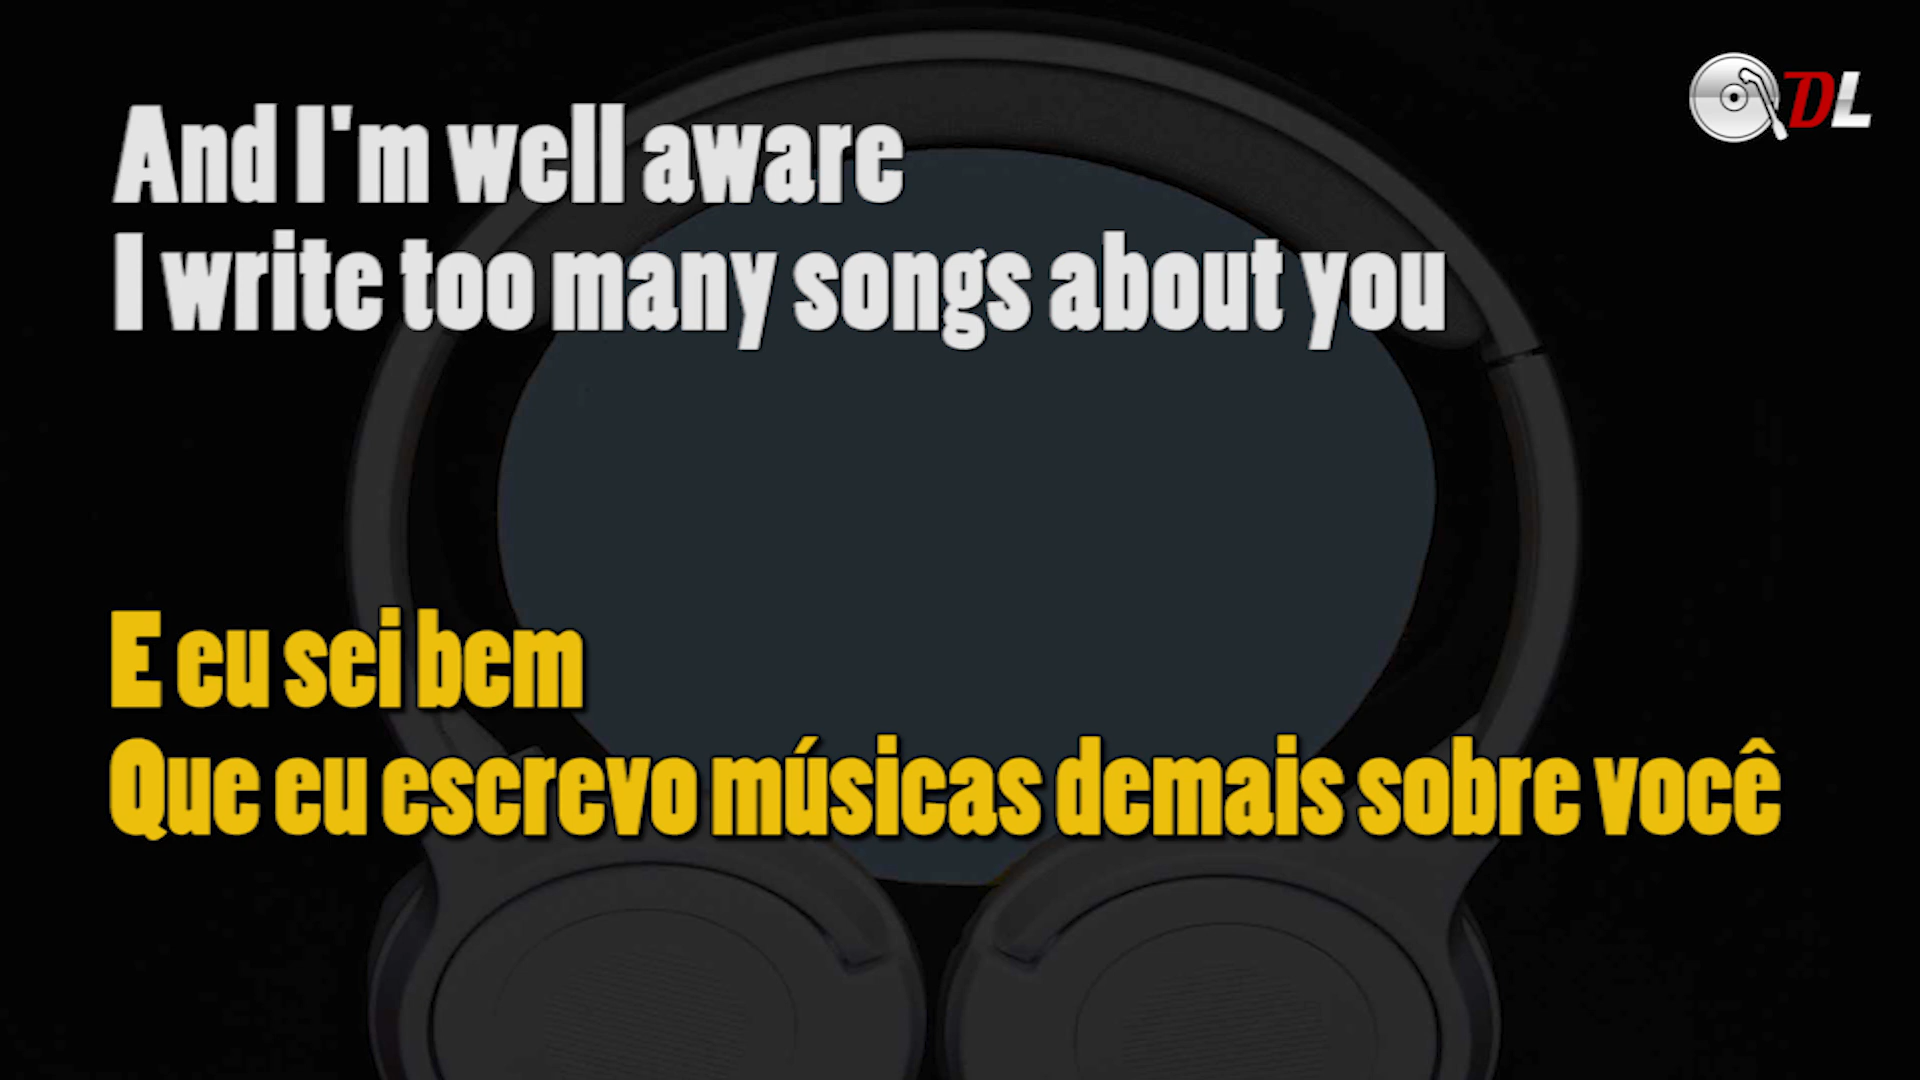 DL
And I'm well aware
I write too many songs about you
E eu sei bem
Que eu escrevo músicas demais sobre você